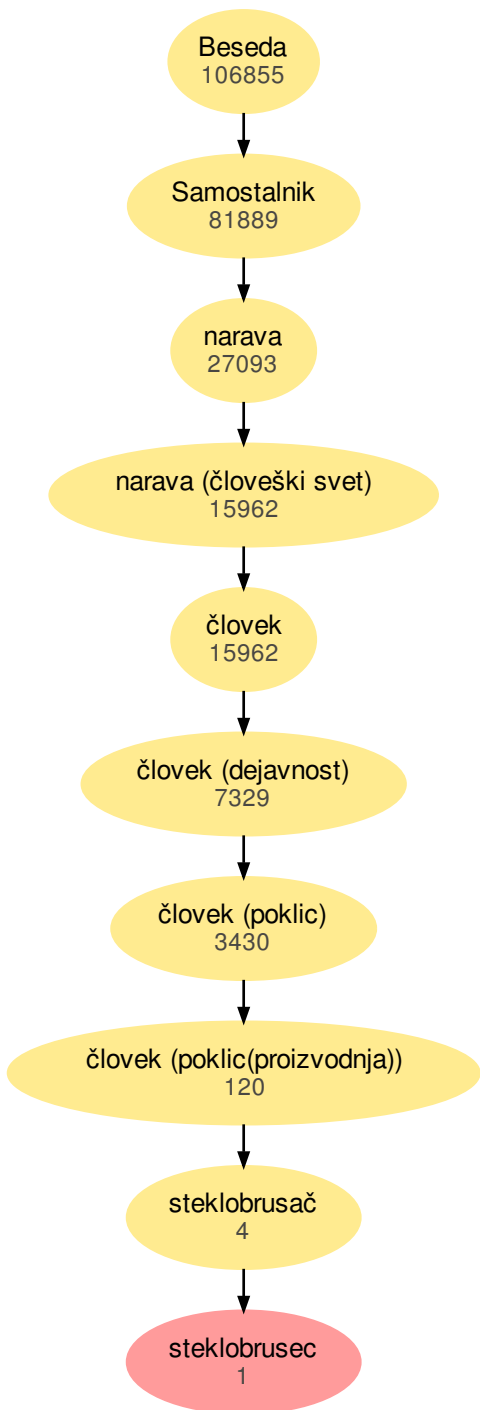 Beseda
106855
Samostalnik
81889
narava
27093
narava (človeški svet)
15962
človek
15962
človek (dejavnost)
7329
človek (poklic)
3430
človek (poklic(proizvodnja))
120
steklobrusač
4
steklobrusec
1